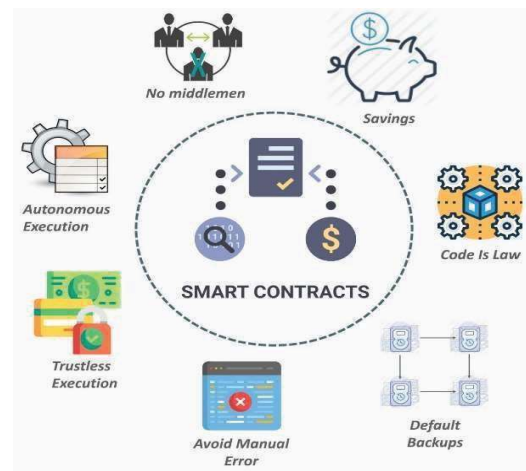 No middlemen
Savings
Autonomous
Execution
Code Is Law
SMART CONTRACTS
Trustless
Execution
Default
Backups
Avoid Manual
Error